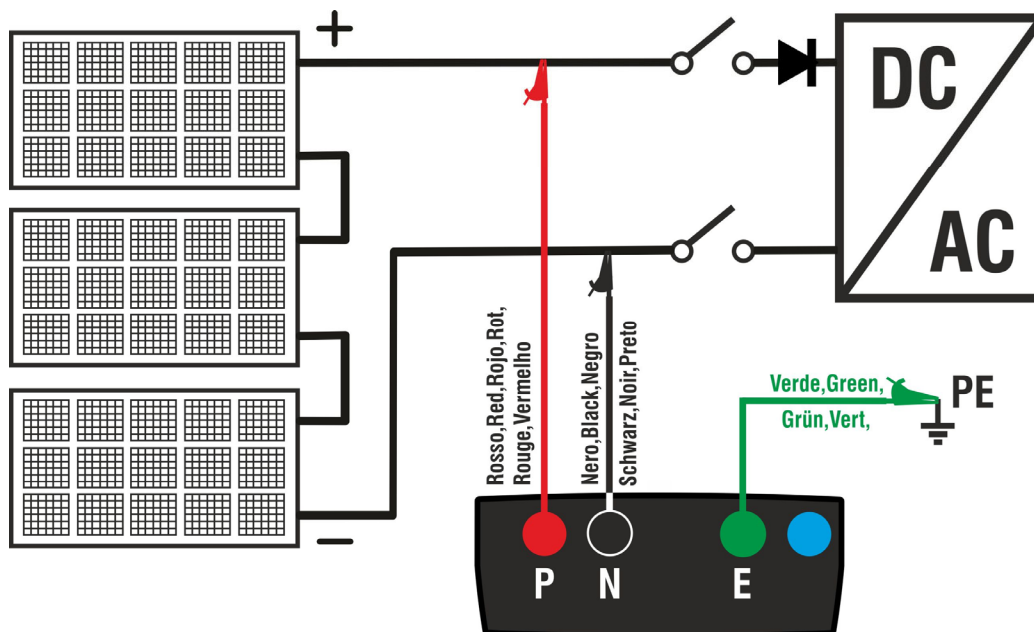 +
DC
AC
Rosso,Red,Rojo,Rot,
Rouge,Vermelho
Nero,Black,Negro
Schwarz,Noir,Preto
Verde,Green,
Grün,Vert,
PE
−
P N E